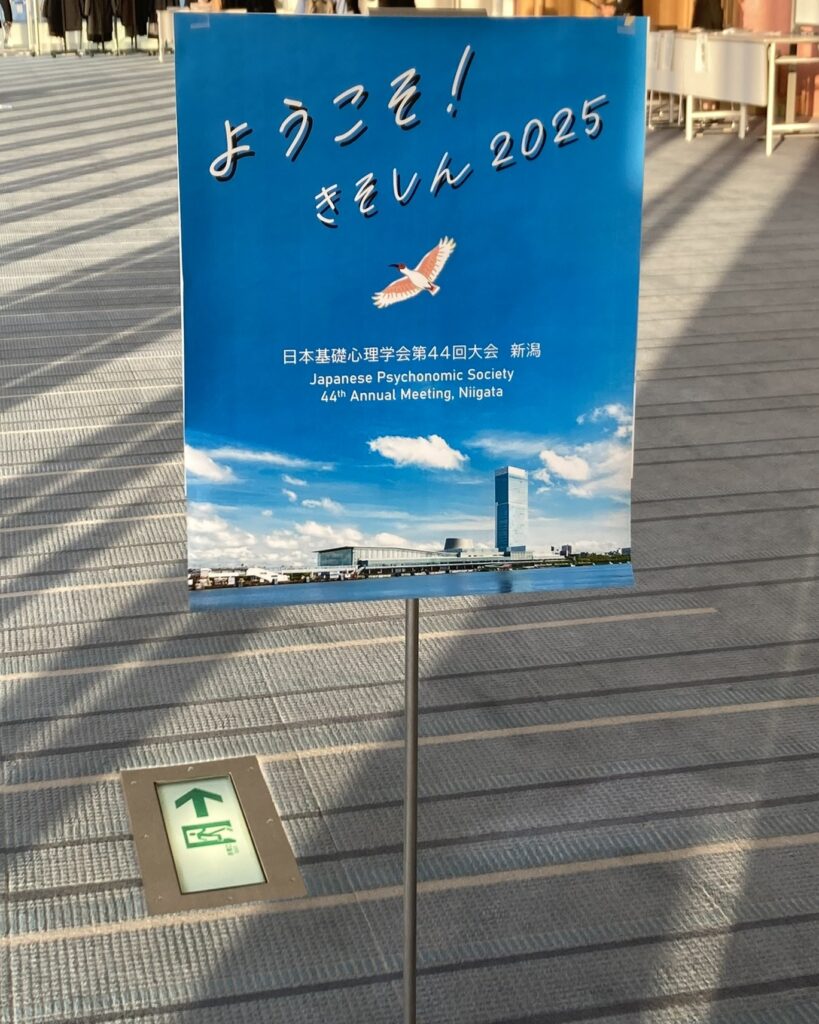 ようこそ!
きそしん 2025
日本基礎心理学会第44回大会 新潟
Japanese Psychonomic Society
44th Annual Meeting, Niigata